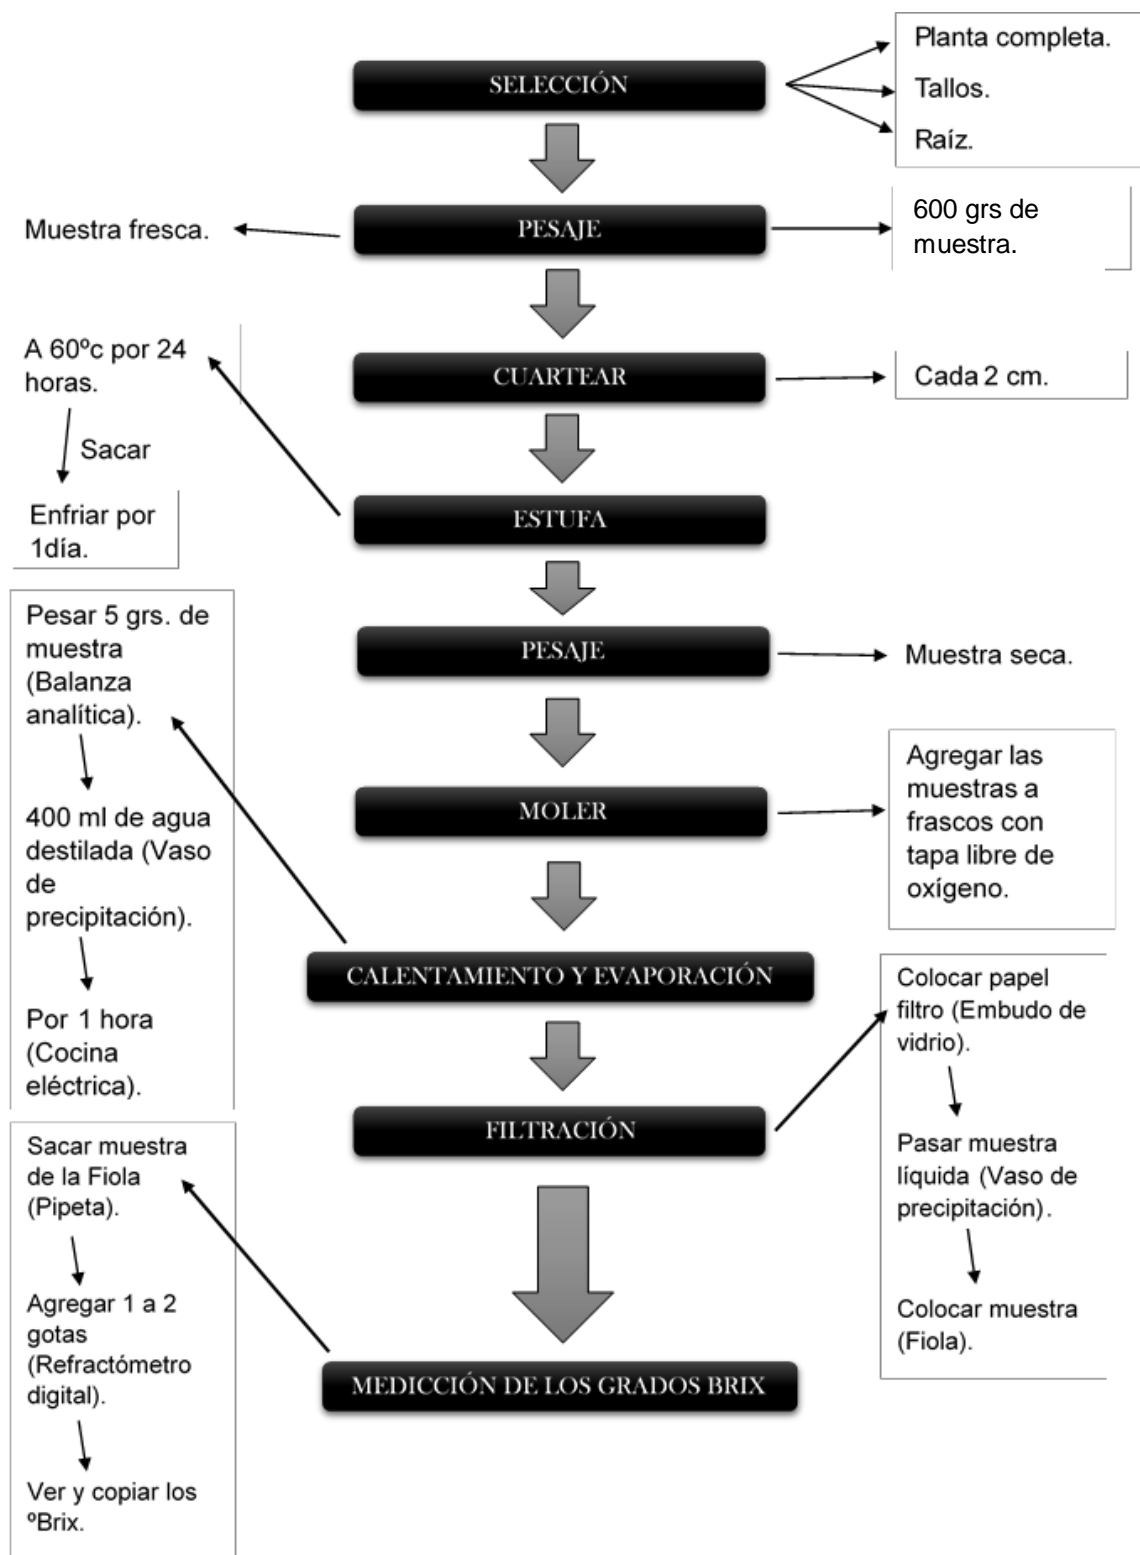 SELECCIÓN
Planta completa.
Tallos.
Raíz.
Muestra fresca.
PESAJE
600 grs de
muestra.
A 60ºc por 24
horas.
Sacar
Enfriar por
1día.
CUARTEAR
Cada 2 cm.
ESTUFA
PESAJE
Muestra seca.
MOLER
Agregar las
muestras a
frascos con
tapa libre de
oxígeno.
Pesar 5 grs. de
muestra
(Balanza
analítica).
400 ml de agua
destilada (Vaso
de
precipitación).
Por 1 hora
(Cocina
eléctrica).
CALENTAMIENTO Y EVAPORACIÓN
Colocar papel
filtro (Embudo de
vidrio).
Pasar muestra
líquida (Vaso de
precipitación).
Colocar muestra
(Fiola).
FILTRACIÓN
Sacar muestra
de la Fiola
(Pipeta).
Agregar 1 a 2
gotas
(Refractómetro
digital).
Ver y copiar los
ºBrix.
MEDICCIÓN DE LOS GRADOS BRIX